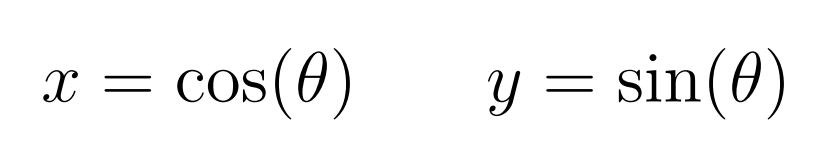 x = cos(θ) y = sin(θ)